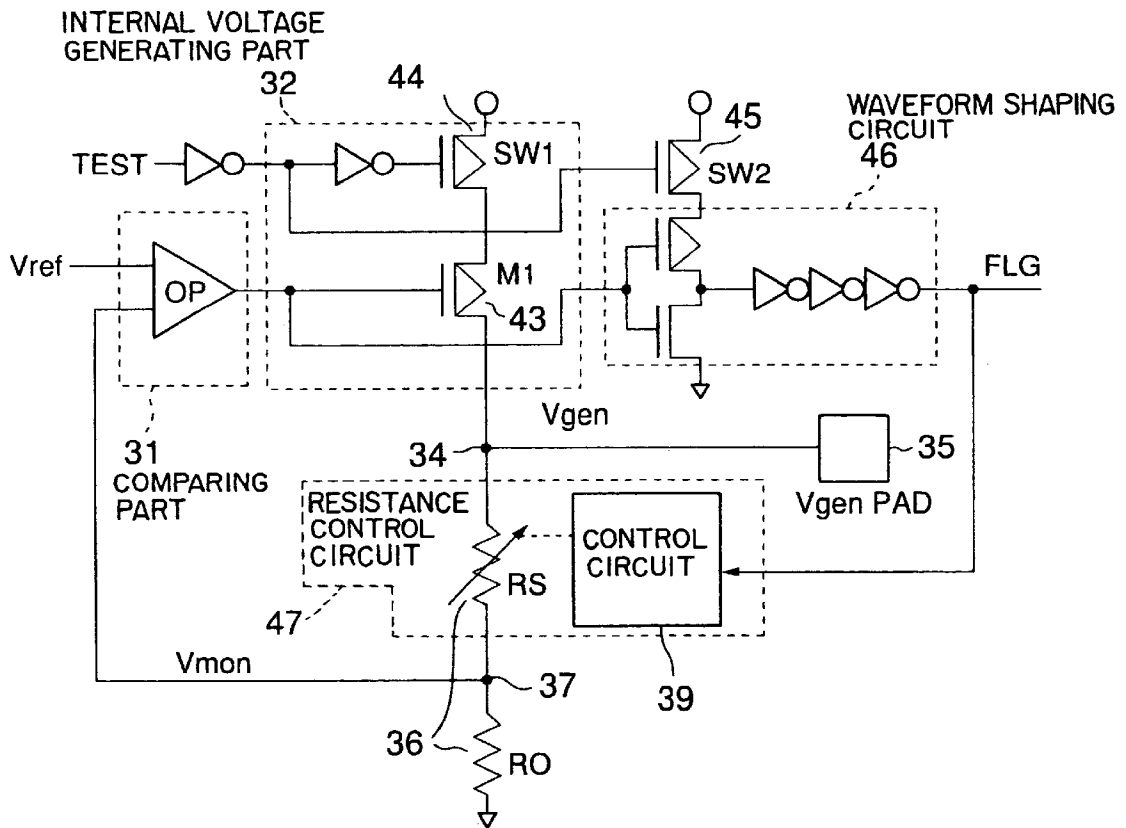 INTERNAL VOLTAGE
GENERATING PART
32
44
TEST
SW1
45
SW2
WAVEFORM SHAPING
CIRCUIT
46
Vref
OP
M1
43
FLG
31
COMPARING
PART
Vgen
34
35
Vgen PAD
RESISTANCE
CONTROL
CIRCUIT
CONTROL
CIRCUIT
RS
47
39
Vmon
37
36
RO